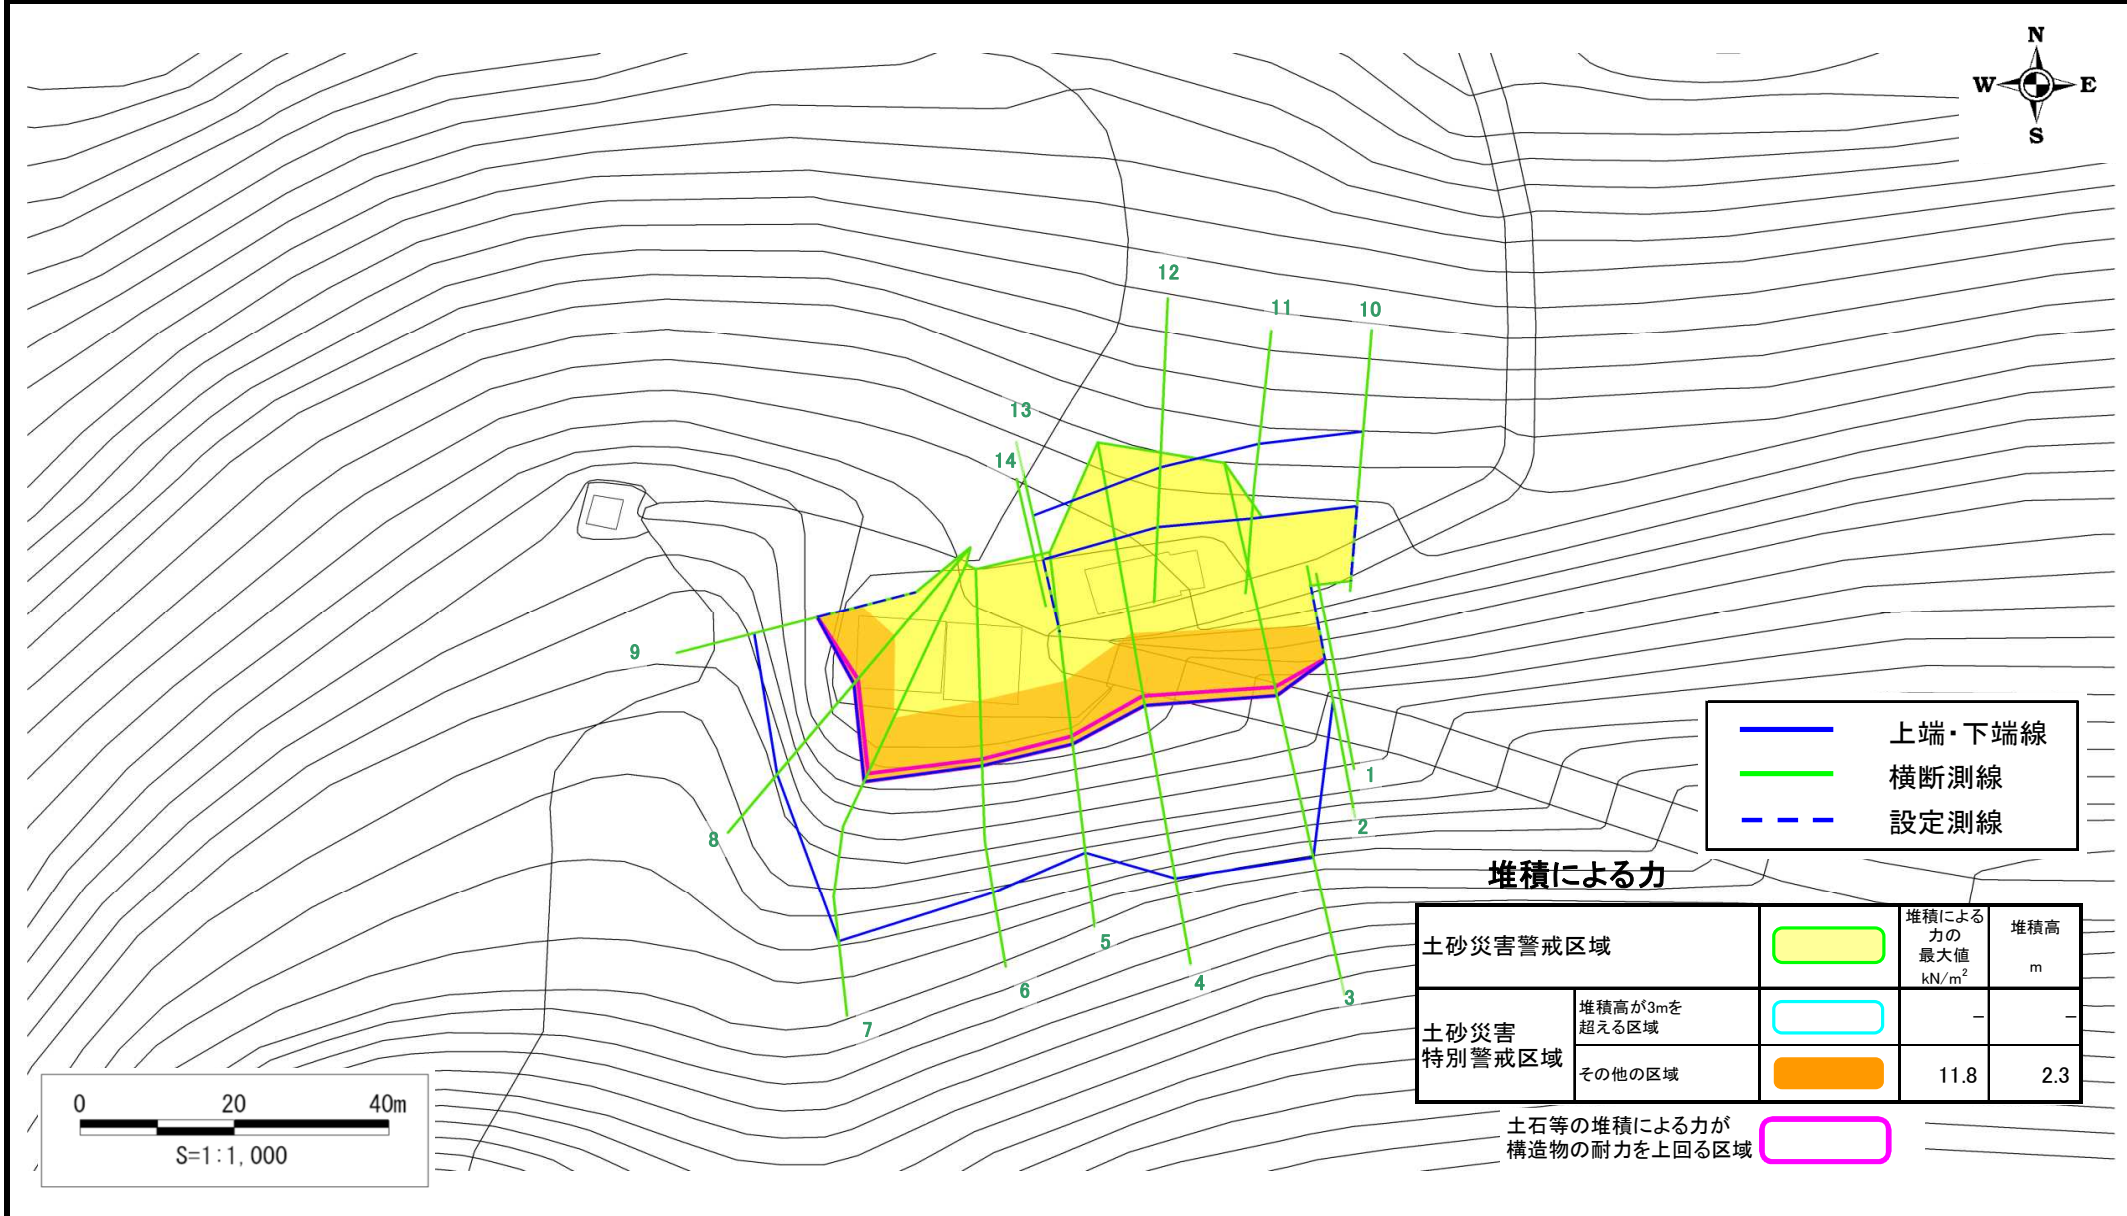 N
W E
S
12
11
10
13
14
9
8
7
6
5
4
3
2
1
上端・下端線
横断測線
設定測線
堆積による力
土砂災害警戒区域
堆積による
力の
最大値
kN/m²
堆積高
m
土砂災害
特別警戒区域
堆積高が3mを
超える区域
－ －
その他の区域
11.8 2.3
土石等の堆積による力が
構造物の耐力を上回る区域
0 20 40m
S=1:1,000